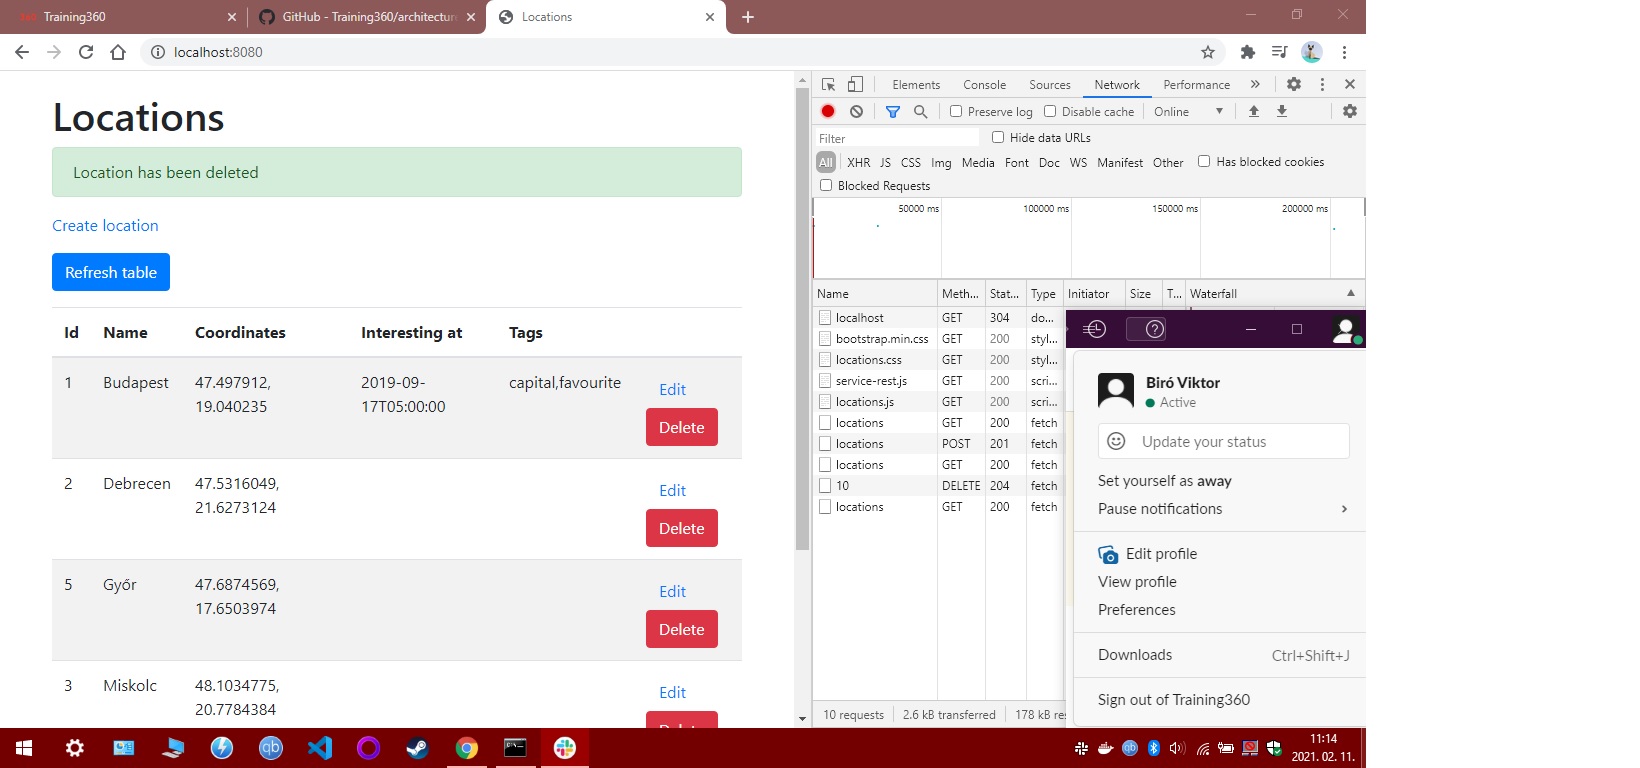 Training360
GitHub - Training360/architecture
Locations
localhost:8080
Locations
Location has been deleted
Create location
Refresh table
Id Name Coordinates Interesting at Tags
1 Budapest 47.497912, 19.040235 2019-09-17T05:00:00 capital,favourite Edit
Delete
2 Debrecen 47.5316049, 21.6273124 Edit
Delete
5 Győr 47.6874569, 17.6503974 Edit
Delete
3 Miskolc 48.1034775, 20.7784384 Edit
Delete
Elements Console Sources Network Performance
Preserve log Disable cache Online
Filter Hide data URLs
All XHR JS CSS Img Media Font Doc WS Manifest Other Has blocked cookies
Blocked Requests
50000 ms 100000 ms 150000 ms 200000 ms
Name Meth... Stat... Type Initiator Size T... Waterfall
localhost GET 304 do...
bootstrap.min.css GET 200 styl...
locations.css GET 200 styl...
service-rest.js GET 200 scri...
locations.js GET 200 scri...
locations GET 200 fetch
locations POST 201 fetch
locations GET 200 fetch
10 DELETE 204 fetch
locations GET 200 fetch
10 requests 2.6 kB transferred 178 kB res
Biró Viktor
Active
Update your status
Set yourself as away
Pause notifications
Edit profile
View profile
Preferences
Downloads Ctrl+Shift+J
Sign out of Training360
qb
qb
11:14
2021. 02. 11.